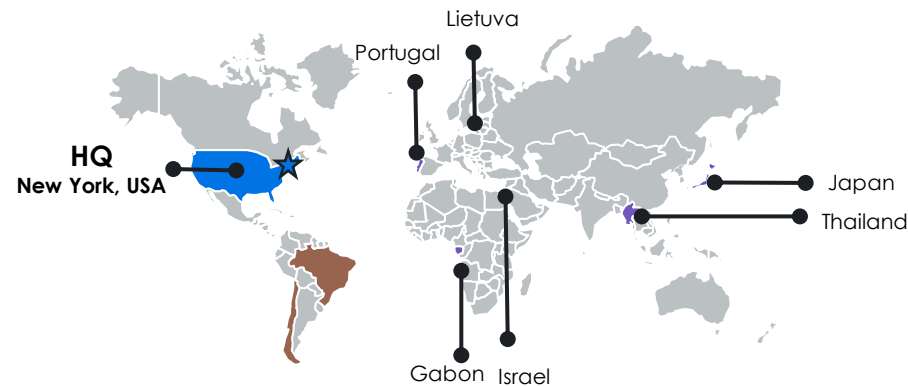 Lietuva
Portugal
HQ
New York, USA
Japan
Thailand
Gabon
Israel